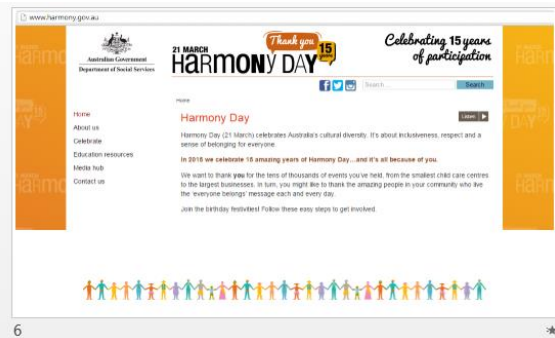 www.harmony.gov.au
Australian Government
Department of Social Services
21 MARCH
HARMONY DAY
Thank you
15
Celebrating 15 years
of participation
Search...
Search
Home
Home
About us
Celebrate
Education resources
Media hub
Contact us
Harmony Day
Listen
Harmony Day (21 March) celebrates Australia's cultural diversity. It's about inclusiveness, respect and a
sense of belonging for everyone.
In 2015 we celebrate 15 amazing years of Harmony Day...and it's all because of you.
We want to thank you for the tens of thousands of events you've held, from the smallest child care centres
to the largest businesses. In turn, you might like to thank the amazing people in your community who live
the 'everyone belongs' message each and every day.
Join the birthday festivities! Follow these easy steps to get involved.
6